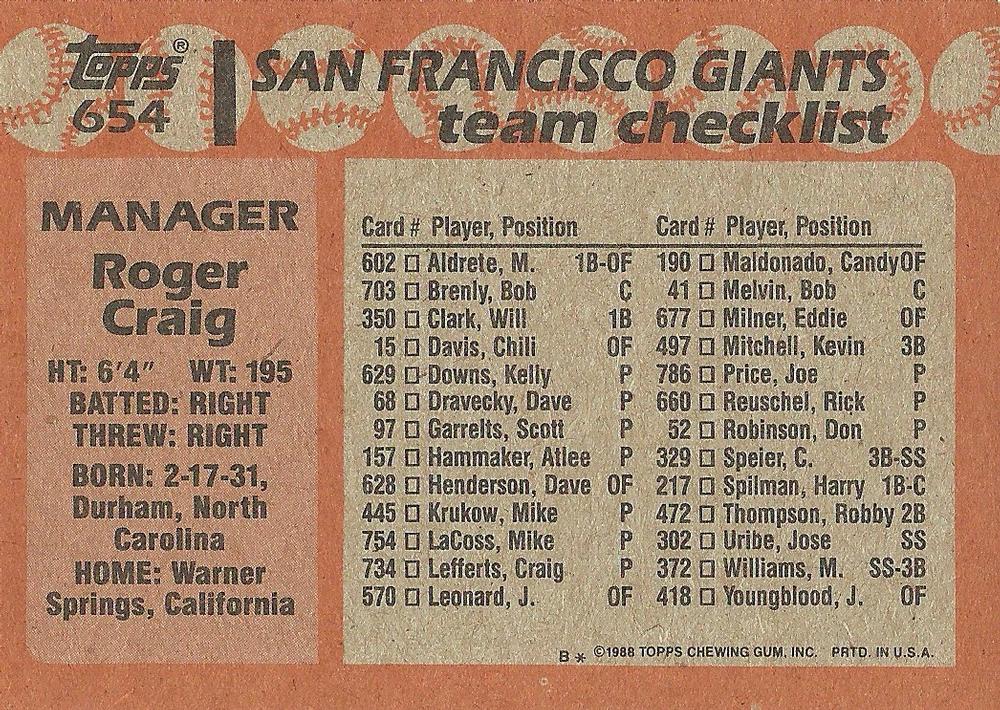 topps®
654
SAN FRANCISCO GIANTS
team checklist
MANAGER
Roger
Craig
HT: 6'4" WT: 195
BATTED: RIGHT
THREW: RIGHT
BORN: 2-17-31,
Durham, North
Carolina
HOME: Warner
Springs, California
Card # Player, Position
602 □ Aldrete, M. 1B-OF
703 □ Brenly, Bob C
350 □ Clark, Will 1B
15 □ Davis, Chili OF
629 □ Downs, Kelly P
68 □ Dravecky, Dave P
97 □ Garrelts, Scott P
157 □ Hammaker, Atlee P
628 □ Henderson, Dave OF
445 □ Krukow, Mike P
754 □ LaCoss, Mike P
734 □ Lefferts, Craig P
570 □ Leonard, J. OF
Card # Player, Position
190 □ Maldonado, Candy OF
41 □ Melvin, Bob C
677 □ Milner, Eddie OF
497 □ Mitchell, Kevin 3B
786 □ Price, Joe P
660 □ Reuschel, Rick P
52 □ Robinson, Don P
329 □ Speier, C. 3B-SS
217 □ Spilman, Harry 1B-C
472 □ Thompson, Robby 2B
302 □ Uribe, Jose SS
372 □ Williams, M. SS-3B
418 □ Youngblood, J. OF
B* ©1988 TOPPS CHEWING GUM, INC. PRTD. IN U.S.A.